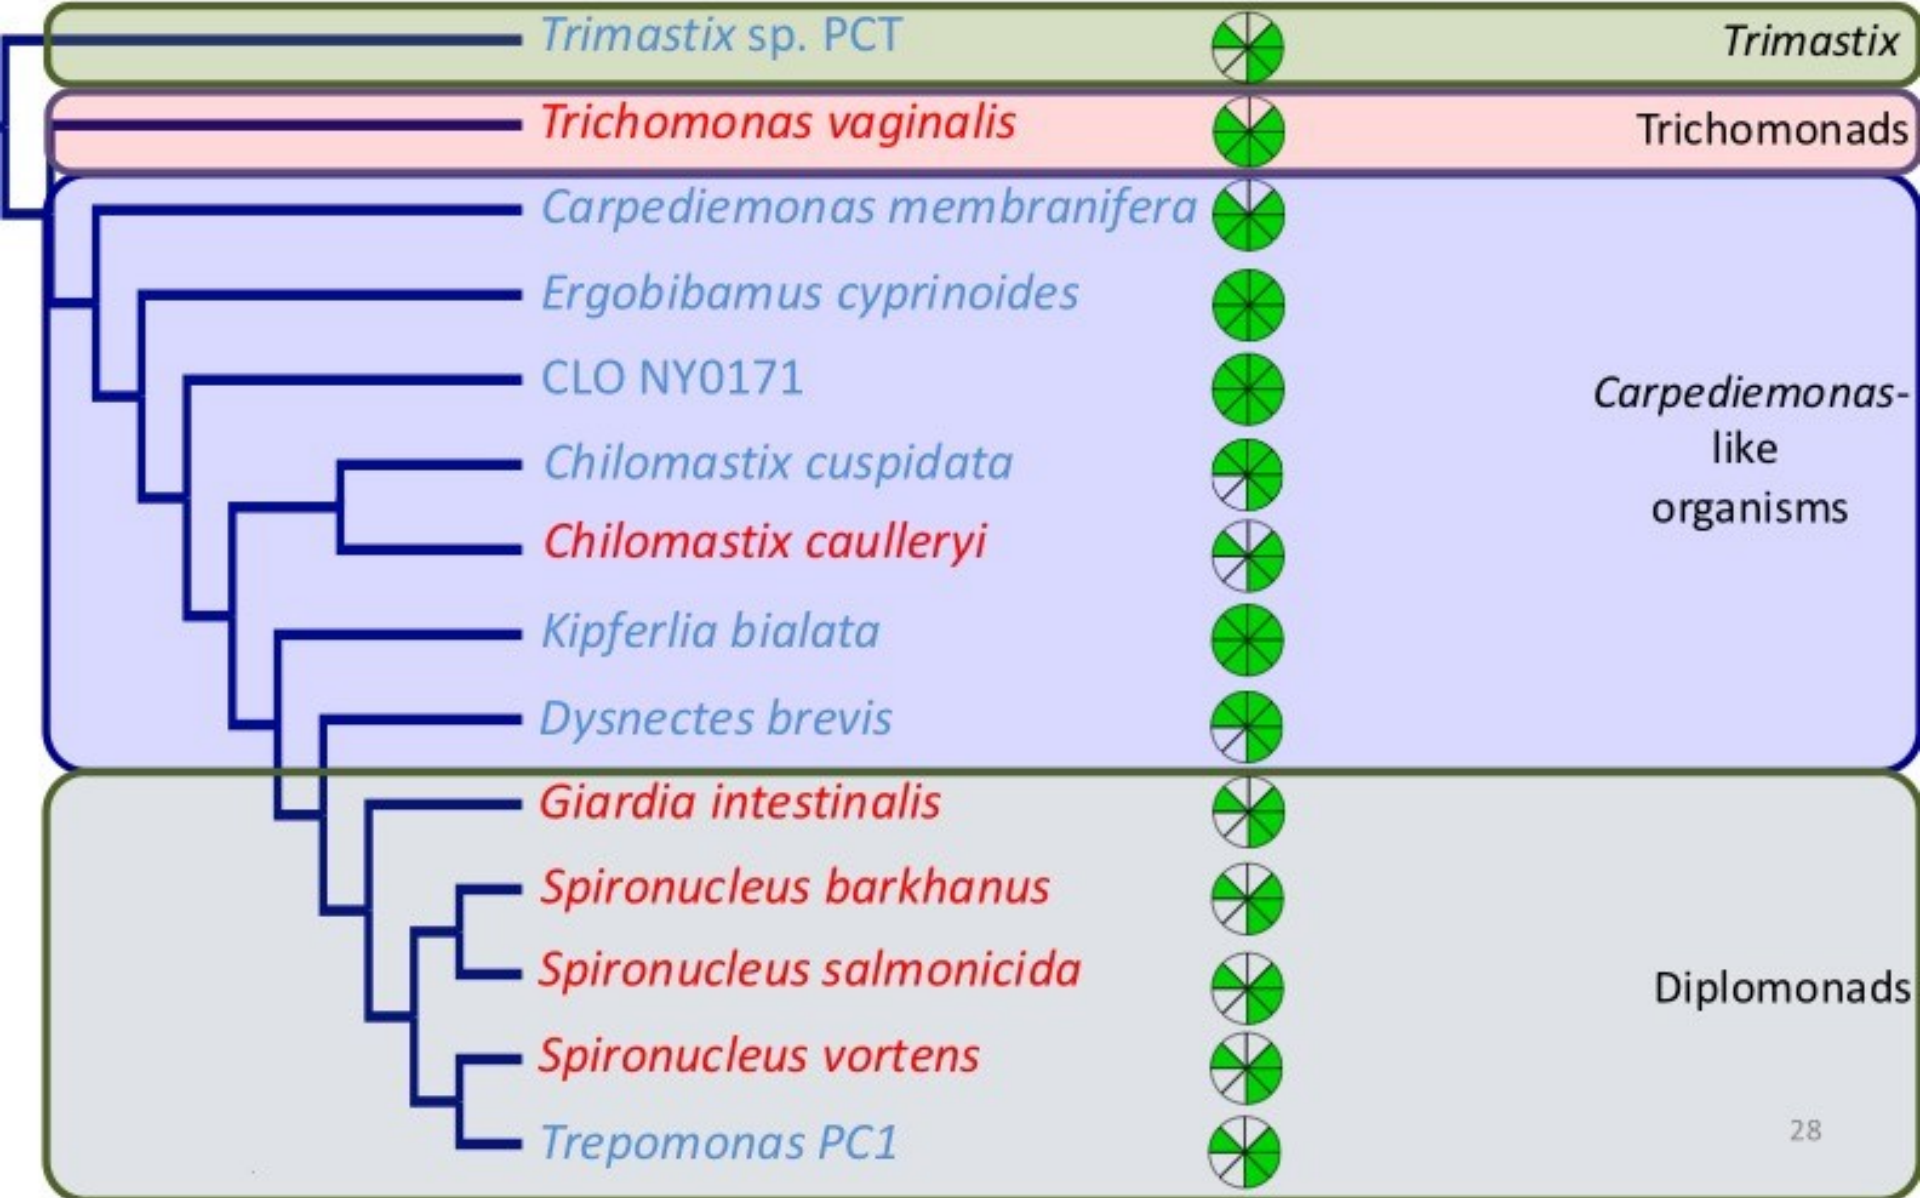 Trimastix sp. PCT
Trimastix
Trichomonas vaginalis
Trichomonads
Carpediemonas membranifera
Ergobibamus cyprinoides
CLO NY0171
Chilomastix cuspidata
Chilomastix caulleryi
Kipferlia bialata
Dysnectes brevis
Carpediemonas-
like
organisms
Giardia intestinalis
Spironucleus barkhanus
Spironucleus salmonicida
Spironucleus vortens
Trepomonas PC1
Diplomonads
28